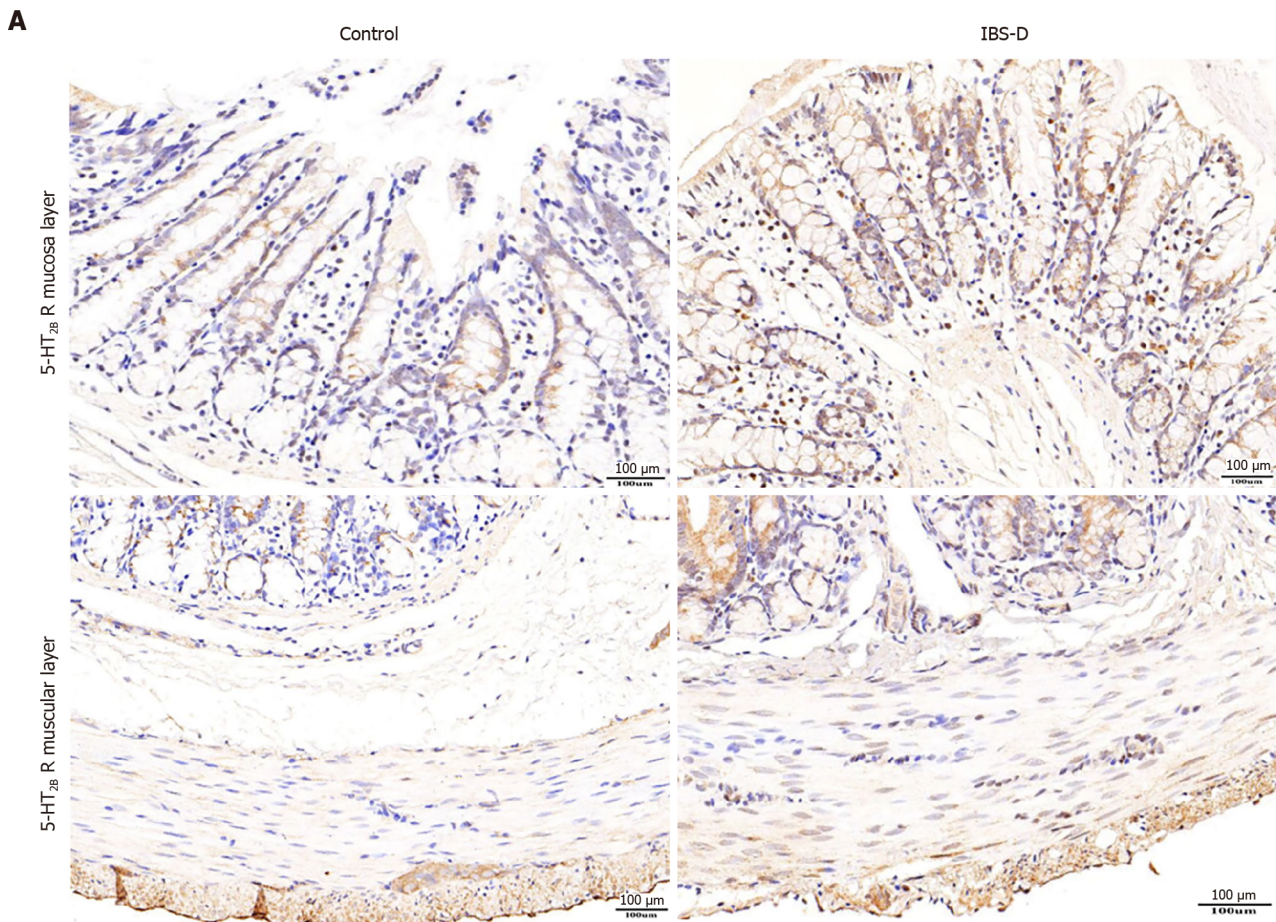 A
Control
IBS-D
5-HT2B R mucosa layer
100 µm
100um
100 µm
100um
5-HT2B R muscular layer
100 µm
100um
100 µm
100um